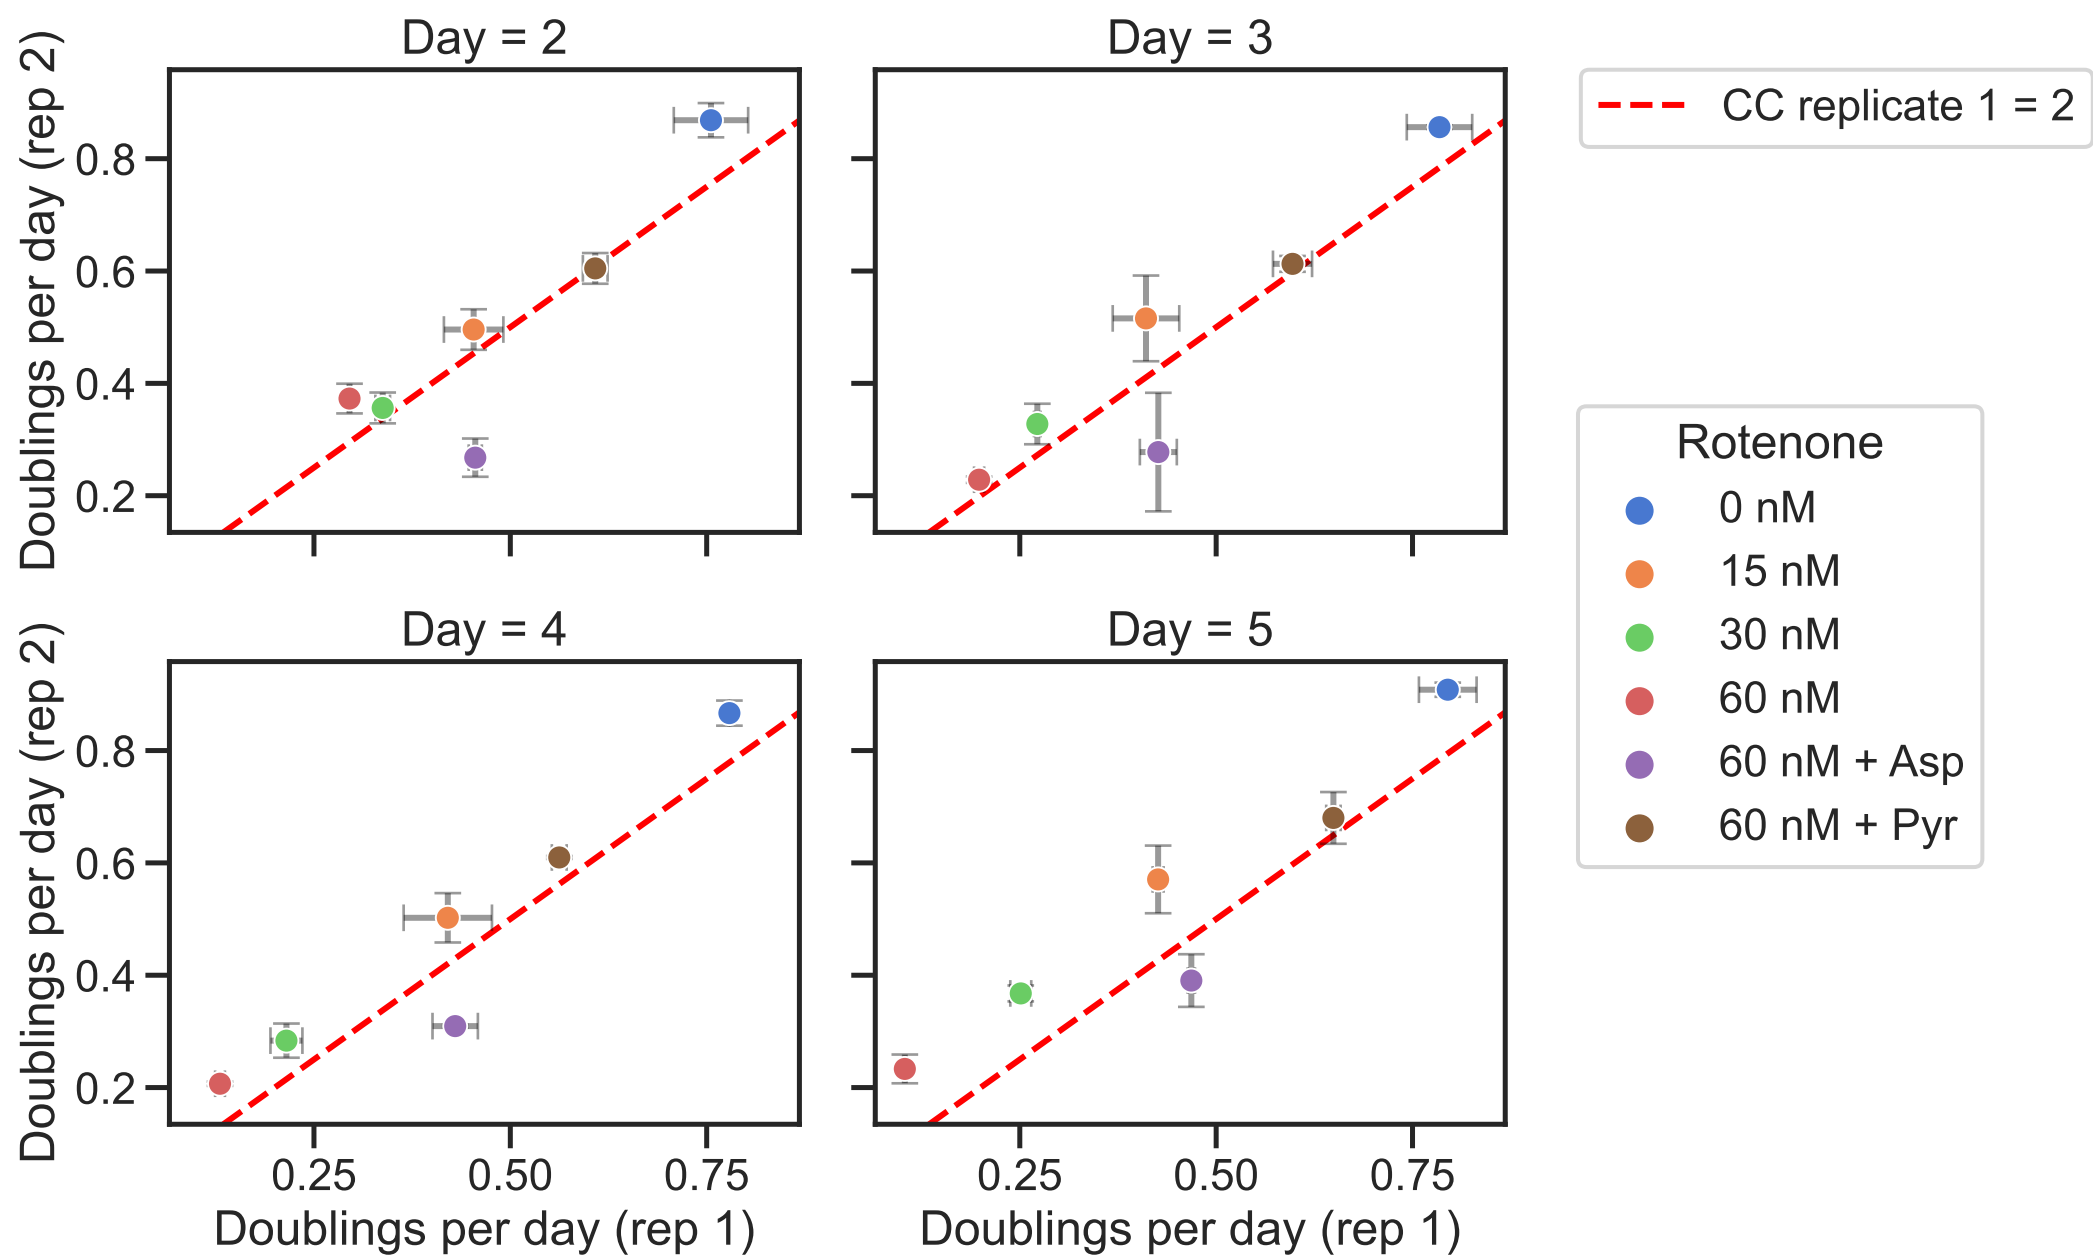 Day = 2
Day = 3
Doublings per day (rep 2)
0.8
0.6
0.4
0.2
CC replicate 1 = 2
Rotenone
0 nM
15 nM
30 nM
60 nM
60 nM + Asp
60 nM + Pyr
Day = 4
Day = 5
Doublings per day (rep 2)
0.8
0.6
0.4
0.2
0.25 0.50 0.75
0.25 0.50 0.75
Doublings per day (rep 1)
Doublings per day (rep 1)